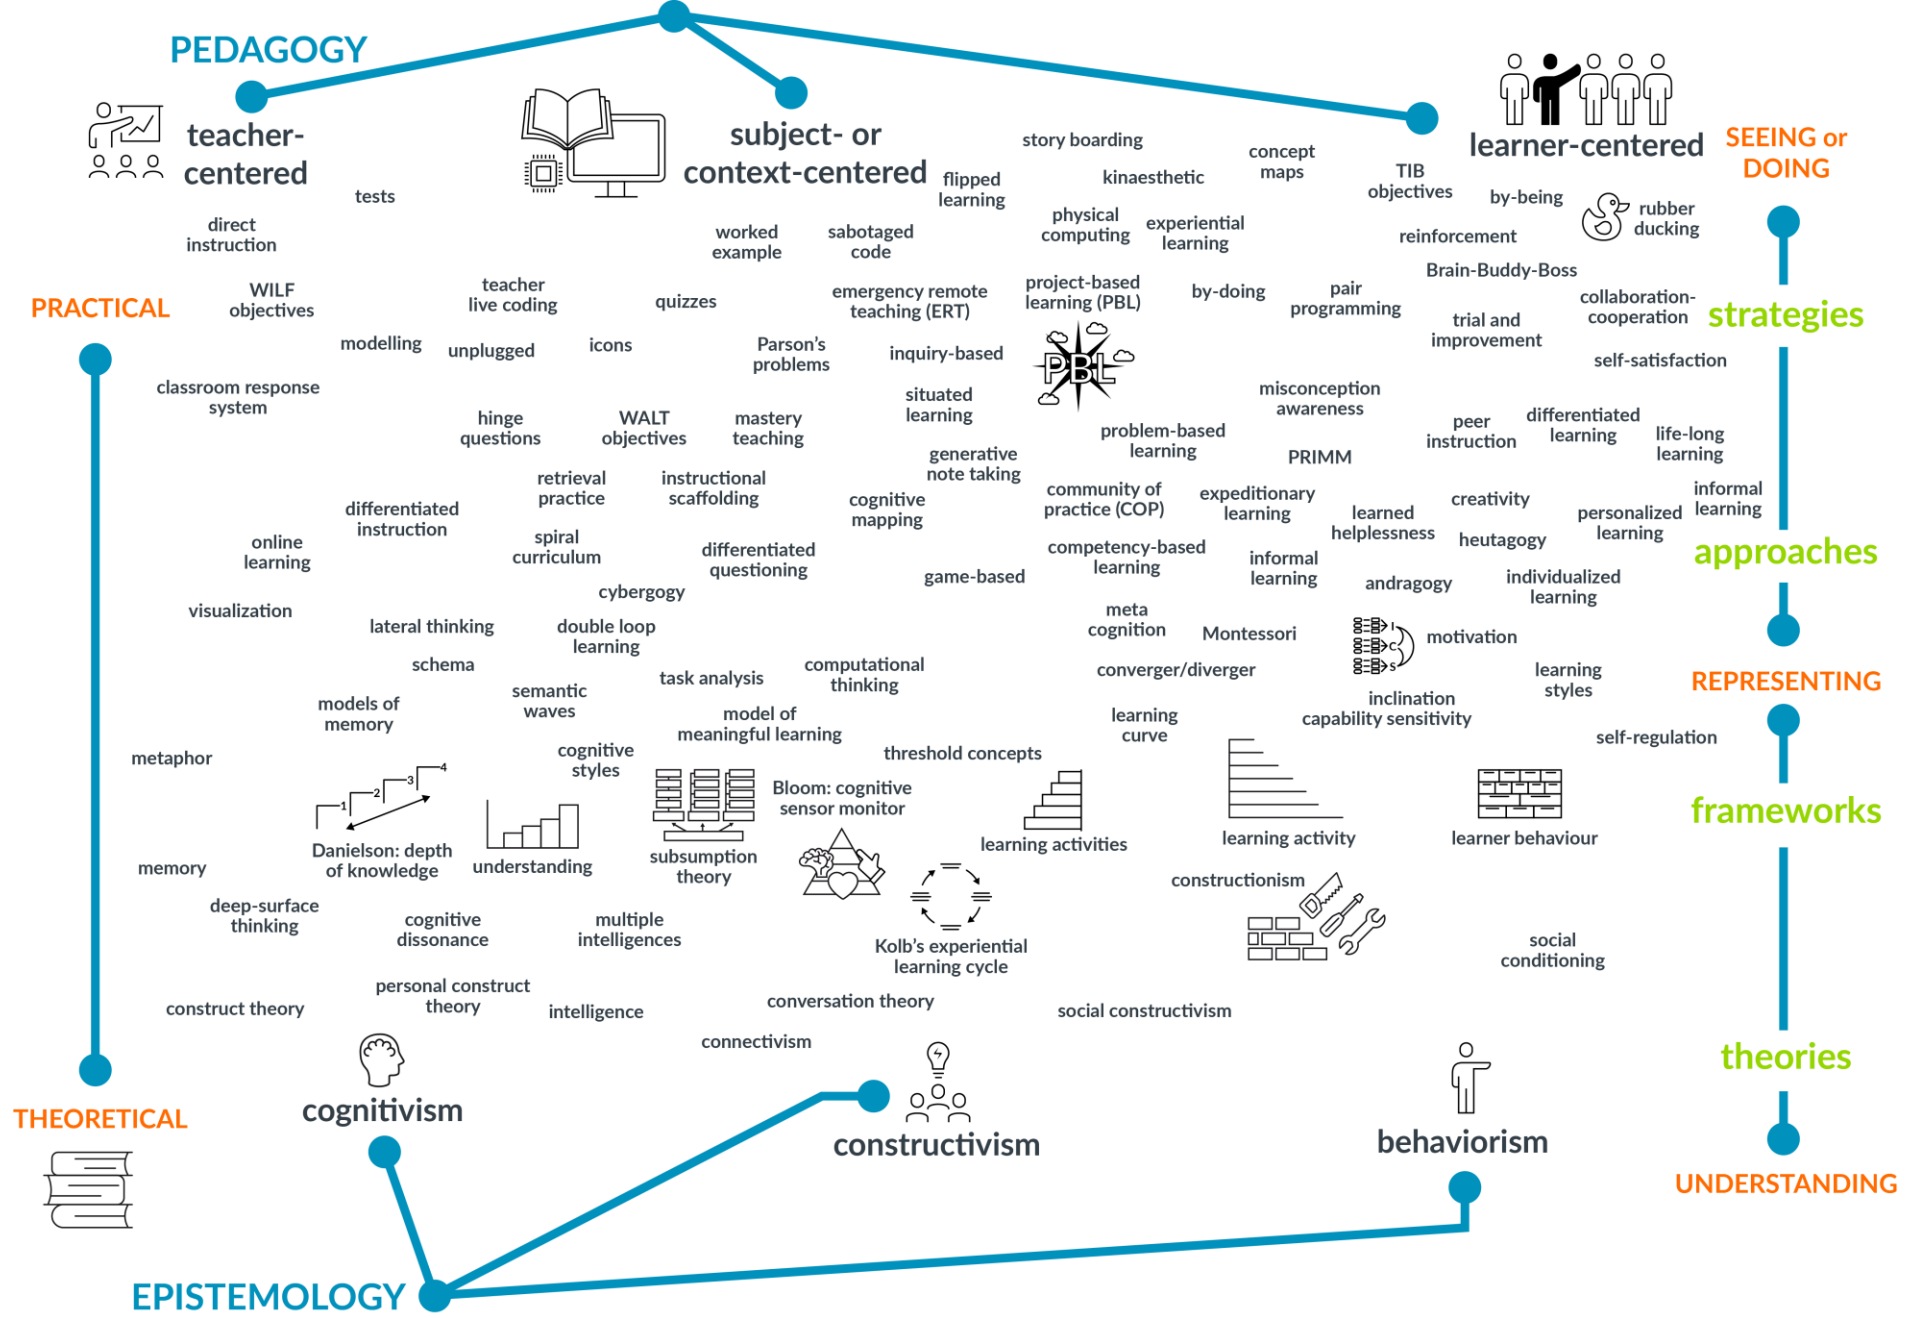 PEDAGOGY
teacher-
centered
subject- or
context-centered
learner-centered
SEEING or
DOING
story boarding
concept
maps
TIB
objectives
kinaesthetic
flipped
learning
by-being
rubber
ducking
tests
direct
instruction
worked
example
sabotaged
code
physical
computing
experiential
learning
reinforcement
Brain-Buddy-Boss
WILF
objectives
teacher
live coding
quizzes
emergency remote
teaching (ERT)
project-based
learning (PBL)
by-doing
pair
programming
collaboration-
cooperation
strategies
PRACTICAL
trial and
improvement
modelling
unplugged
icons
Parson's
problems
inquiry-based
PBL
self-satisfaction
classroom response
system
situated
learning
misconception
awareness
hinge
questions
WALT
objectives
mastery
teaching
problem-based
learning
peer
instruction
differentiated
learning
life-long
learning
generative
note taking
PRIMM
retrieval
practice
instructional
scaffolding
cognitive
mapping
community of
practice (COP)
expeditionary
learning
creativity
informal
learning
differentiated
instruction
learned
helplessness
personalized
learning
online
learning
spiral
curriculum
differentiated
questioning
competency-based
learning
heutagogy
approaches
informal
learning
game-based
andragogy
individualized
learning
cybergogy
visualization
lateral thinking
double loop
learning
meta
cognition
Montessori
I
C
S
motivation
schema
task analysis
computational
thinking
converger/diverger
learning
styles
REPRESENTING
semantic
waves
models of
memory
model of
meaningful learning
learning
curve
inclination
capability sensitivity
self-regulation
metaphor
cognitive
styles
threshold concepts
1
2
3
4
Bloom: cognitive
sensor monitor
frameworks
Danielson: depth
of knowledge
understanding
subsumption
theory
learning activities
learning activity
learner behaviour
memory
constructionism
deep-surface
thinking
cognitive
dissonance
multiple
intelligences
Kolb's experiential
learning cycle
social
conditioning
construct theory
personal construct
theory
intelligence
conversation theory
social constructivism
connectivism
theories
THEORETICAL
cognitivism
constructivism
behaviorism
UNDERSTANDING
EPISTEMOLOGY